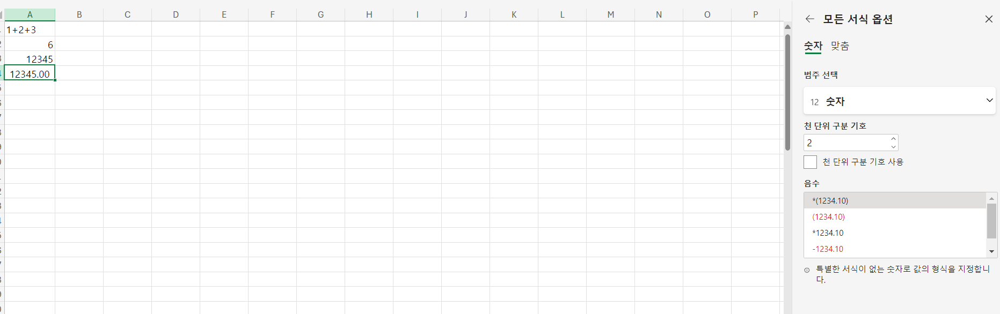 A B C D E F G H I J K L M N O P
1+2+3
6
12345
12345.00
모든 서식 옵션
숫자 맞춤
범주 선택
12 숫자
천 단위 구분 기호
2
천 단위 구분 기호 사용
음수
*(1234.10)
(1234.10)
*1234.10
-1234.10
특별한 서식이 없는 숫자로 값의 형식을 지정합니
다.